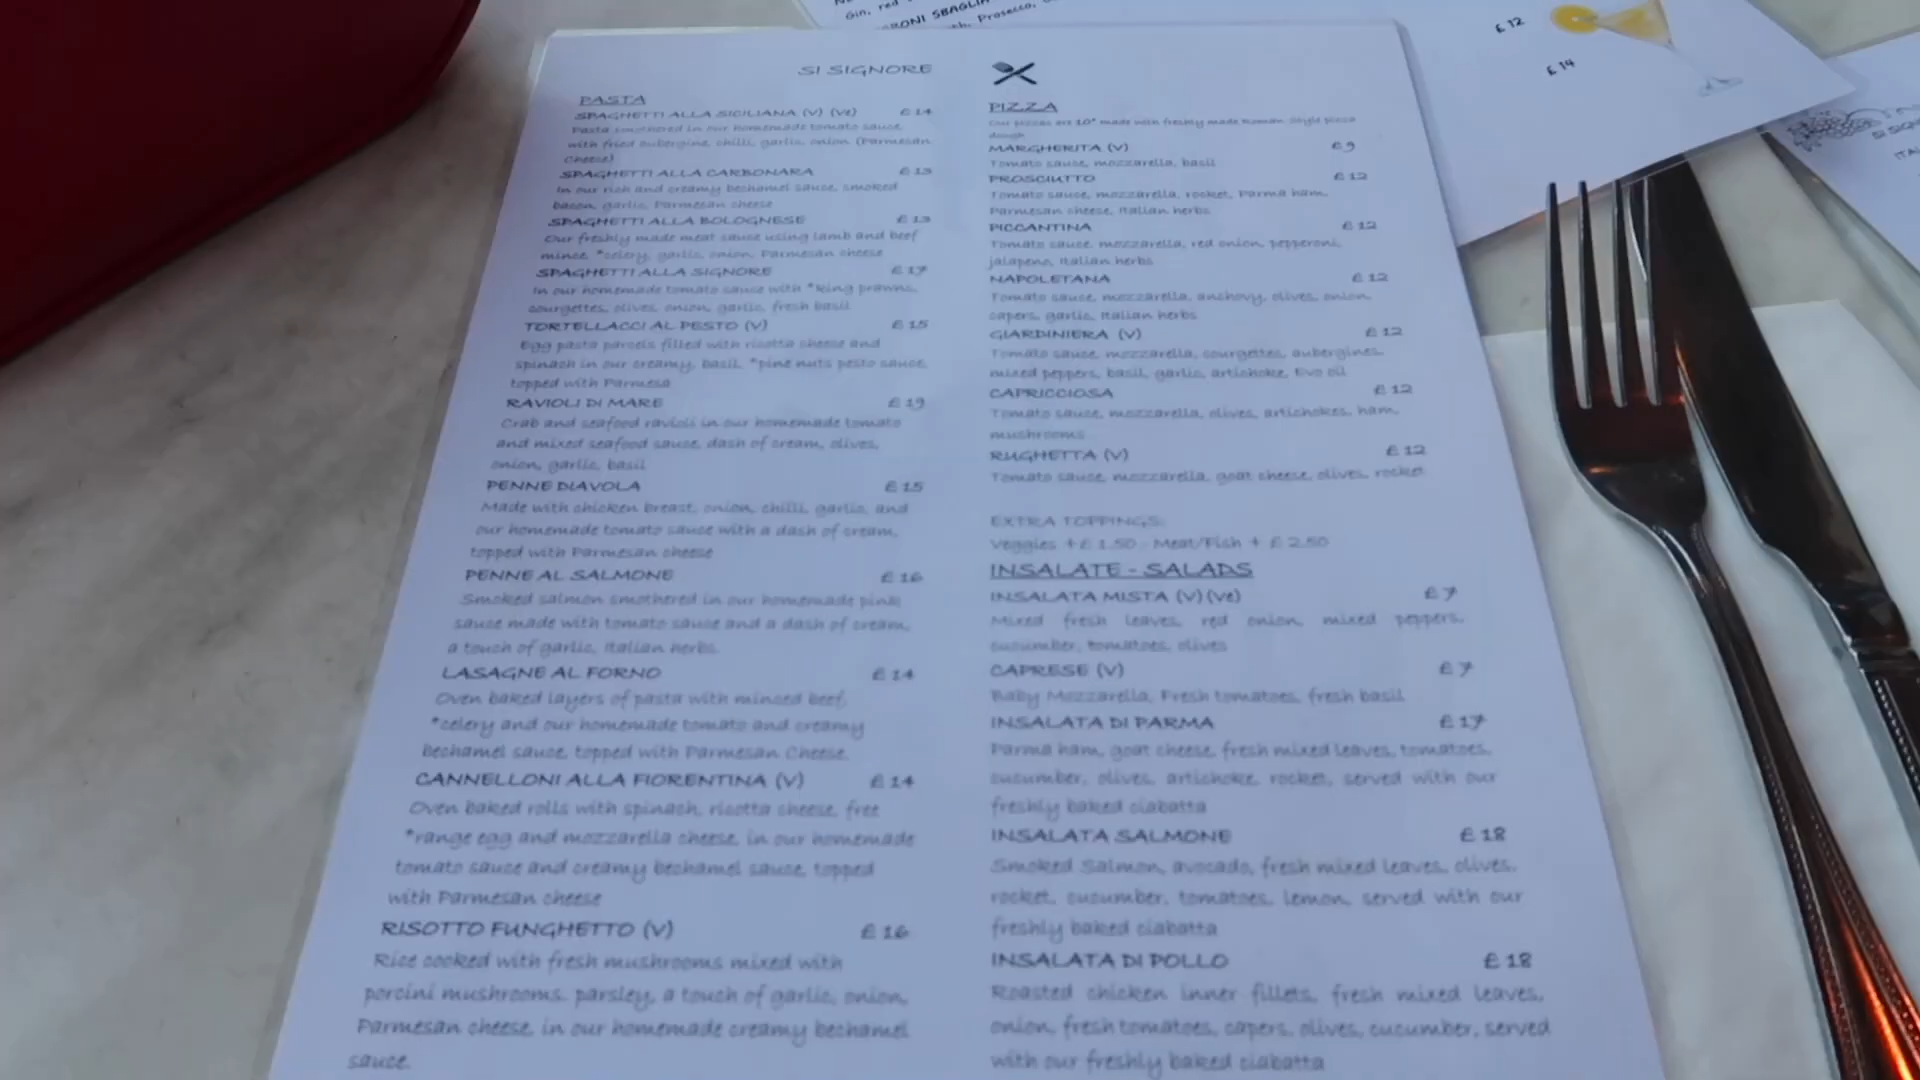 Gin, red
RONI SBAGLIA
Prosecco,
£12
£14
SI SIGNORE
PASTA
SPAGHETTI ALLA SICILIANA (V) (Ve) £14
Pasta smothered in our homemade tomato sauce
with fried aubergine, chilli, garlic, onion (Parmesan
Cheese)
SPAGHETTI ALLA CARBONARA £13
In our rich and creamy bechamel sauce, smoked
bacon, garlic, Parmesan cheese
SPAGHETTI ALLA BOLOGNESE £13
Our freshly made meat sauce using lamb and beef
mince, *celery, garlic, onion, Parmesan cheese
SPAGHETTI ALLA SIGNORE £17
In our homemade tomato sauce with *king prawns,
courgettes, olives, onion, garlic, fresh basil
TORTELLACCI AL PESTO (V) £15
Egg pasta parcels filled with ricotta cheese and
spinach in our creamy, basil, *pine nuts pesto sauce,
topped with Parmesa
RAVIOLI DI MARE £19
Crab and seafood ravioli in our homemade tomato
and mixed seafood sauce, dash of cream, olives,
onion, garlic, basil
PENNE DIAVOLA £15
Made with chicken breast, onion, chilli, garlic, and
our homemade tomato sauce with a dash of cream,
topped with Parmesan cheese
PENNE AL SALMONE £16
Smoked salmon smothered in our homemade pink
sauce made with tomato sauce and a dash of cream,
a touch of garlic, Italian herbs.
LASAGNE AL FORNO £14
Oven baked layers of pasta with minced beef,
*celery and our homemade tomato and creamy
bechamel sauce, topped with Parmesan Cheese.
CANNELLONI ALLA FIORENTINA (V) £14
Oven baked rolls with spinach, ricotta cheese, free
*range egg and mozzarella cheese, in our homemade
tomato sauce and creamy bechamel sauce, topped
with Parmesan cheese
RISOTTO FUNGHETTO (V) £16
Rice cooked with fresh mushrooms mixed with
porcini mushrooms, parsley, a touch of garlic, onion,
Parmesan cheese, in our homemade creamy bechamel
sauce.
PIZZA
Our pizzas are 10" made with freshly made Roman style pizza
dough
MARGHERITA (V) £9
Tomato sauce, mozzarella, basil
PROSCIUTTO £12
Tomato sauce, mozzarella, rocket, Parma ham,
Parmesan cheese, Italian herbs
PICCANTINA £12
Tomato sauce, mozzarella, red onion, pepperoni,
jalapeno, Italian herbs
NAPOLETANA £12
Tomato sauce, mozzarella, anchovy, olives, onion,
capers, garlic, Italian herbs
GIARDINIERA (V) £12
Tomato sauce, mozzarella, courgettes, aubergines,
mixed peppers, basil, garlic, artichoke, Evo oil
CAPRICCIOSA £12
Tomato sauce, mozzarella, olives, artichokes, ham,
mushrooms
RUGHETTA (V) £12
Tomato sauce, mozzarella, goat cheese, olives, rocket
EXTRA TOPPINGS:
Veggies + £1.50 - Meat/Fish + £2.50
INSALATE - SALADS
INSALATA MISTA (V)(Ve) £7
Mixed fresh leaves, red onion, mixed peppers,
cucumber, tomatoes, olives
CAPRESE (V) £7
Baby Mozzarella, Fresh tomatoes, fresh basil
INSALATA DI PARMA £17
Parma ham, goat cheese, fresh mixed leaves, tomatoes,
cucumber, olives, artichoke, rocket, served with our
freshly baked ciabatta
INSALATA SALMONE £18
Smoked Salmon, avocado, fresh mixed leaves, olives,
rocket, cucumber, tomatoes, lemon, served with our
freshly baked ciabatta
INSALATA DI POLLO £18
Roasted chicken inner fillets, fresh mixed leaves,
onion, fresh tomatoes, capers, olives, cucumber, served
with our freshly baked ciabatta